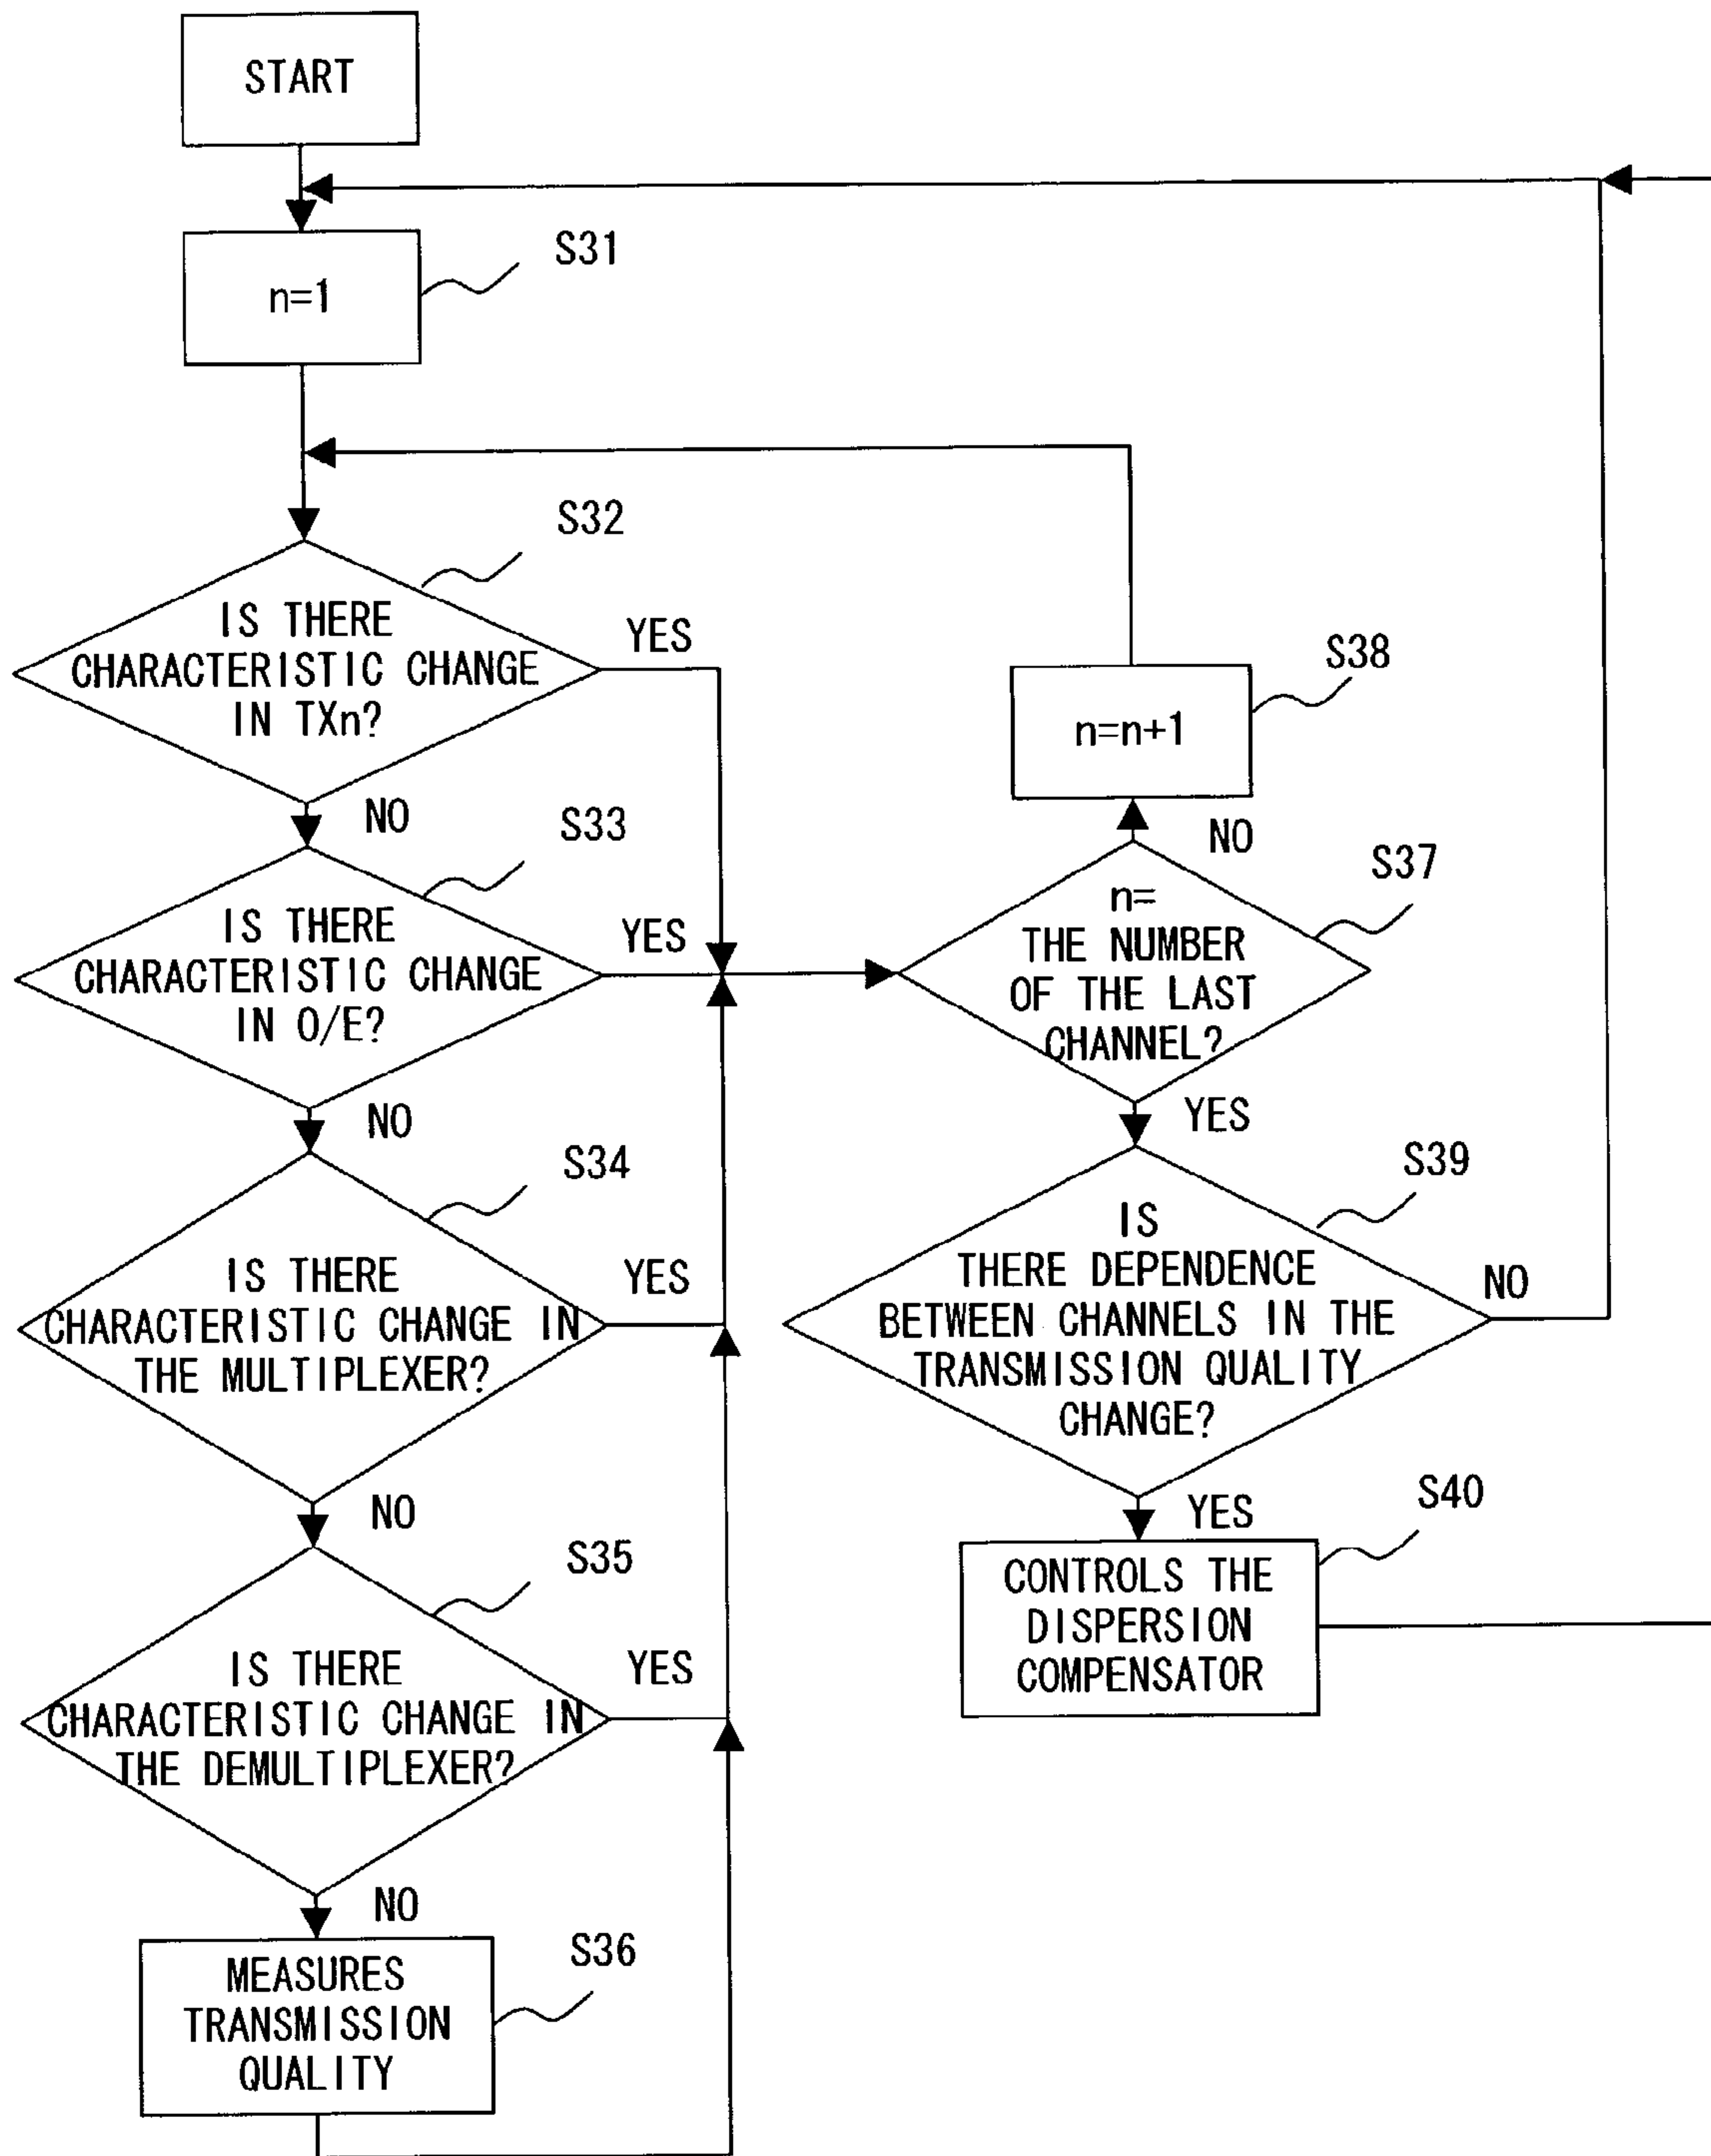 START
S31
n=1
S32
IS THERE
CHARACTERISTIC CHANGE
IN TXn?
YES
NO
S33
IS THERE
CHARACTERISTIC CHANGE
IN O/E?
YES
NO
S34
IS THERE
CHARACTERISTIC CHANGE IN
THE MULTIPLEXER?
YES
NO
S35
IS THERE
CHARACTERISTIC CHANGE IN
THE DEMULTIPLEXER?
YES
NO
S36
MEASURES
TRANSMISSION
QUALITY
S38
n=n+1
NO
S37
n=
THE NUMBER
OF THE LAST
CHANNEL?
YES
S39
IS
THERE DEPENDENCE
BETWEEN CHANNELS IN THE
TRANSMISSION QUALITY
CHANGE?
NO
YES
S40
CONTROLS THE
DISPERSION
COMPENSATOR